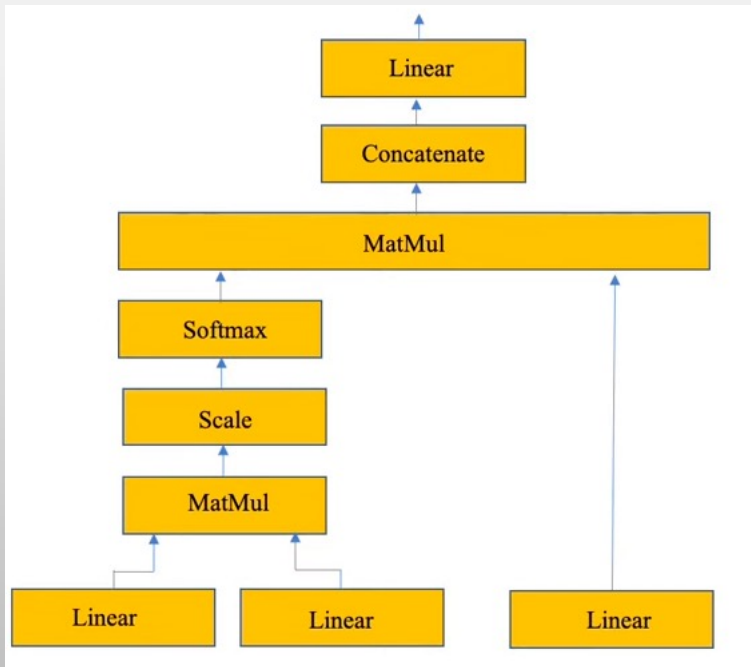 Linear
Concatenate
MatMul
Softmax
Scale
MatMul
Linear
Linear
Linear